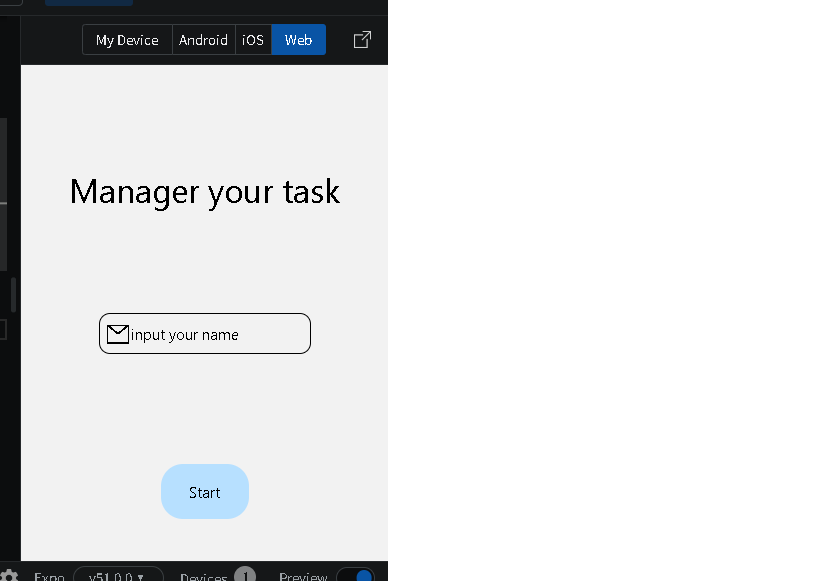 My Device Android iOS Web
Manager your task
input your name
Start
Expo v51.0.0 Devices 1 Preview